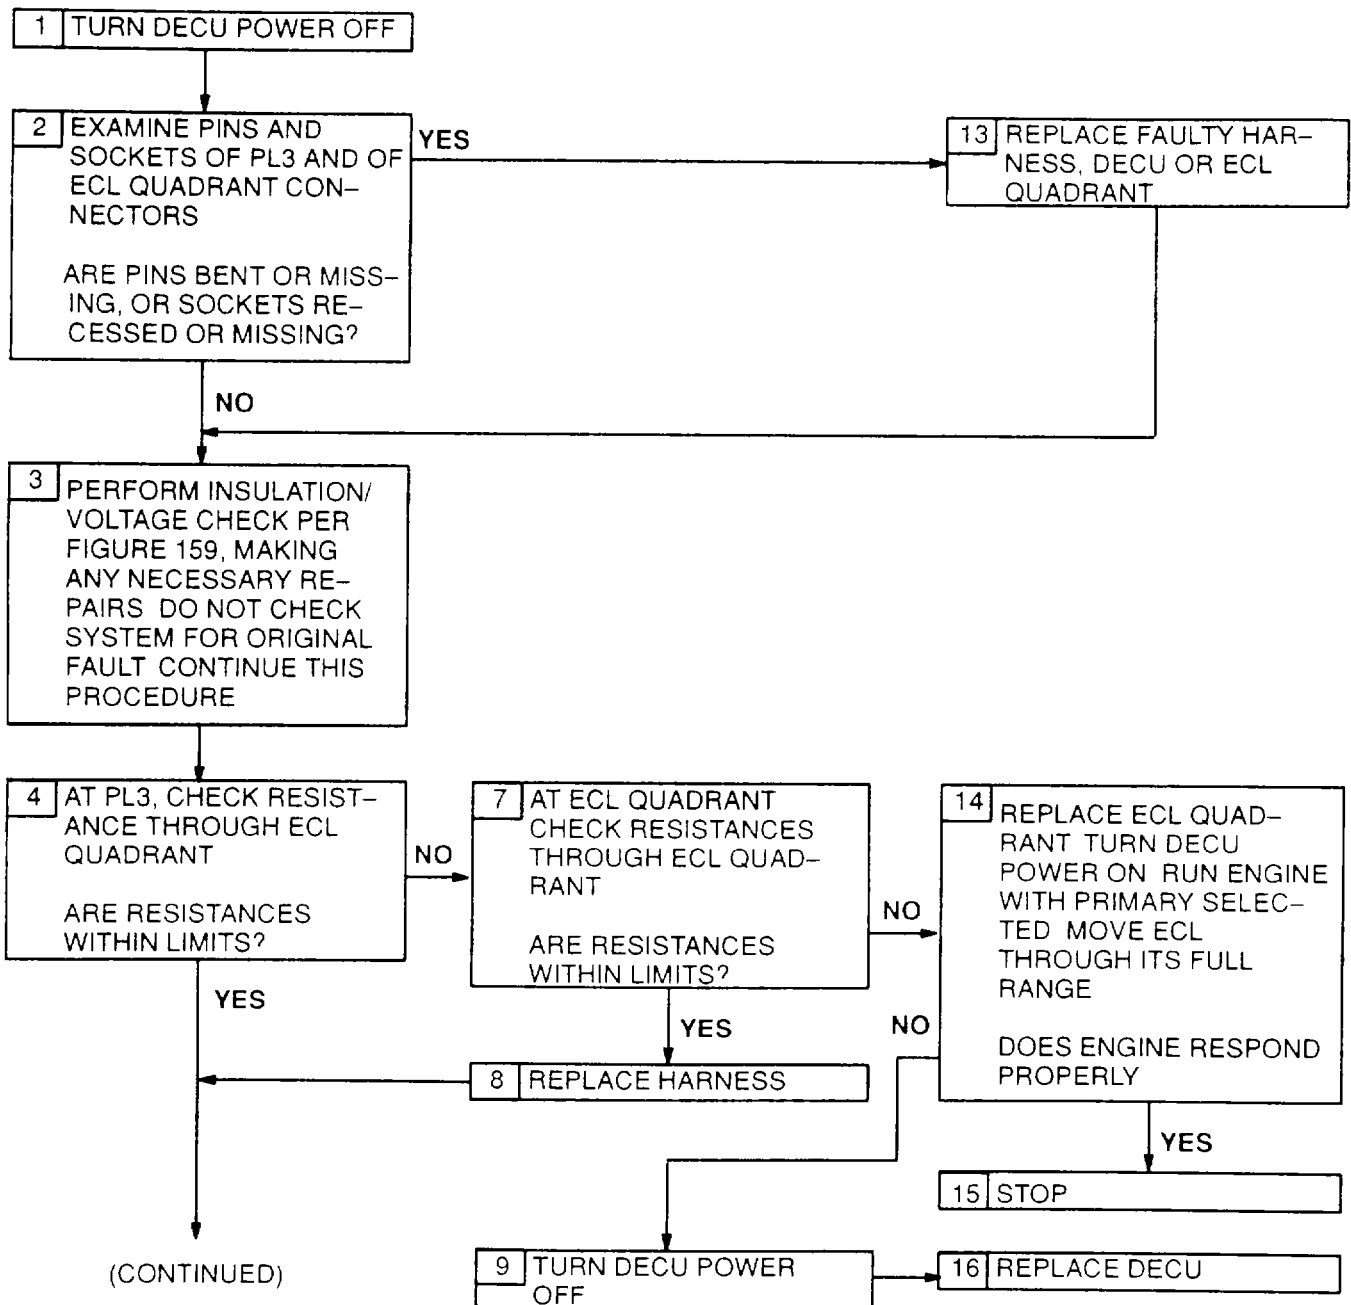 1 TURN DECU POWER OFF
2 EXAMINE PINS AND
SOCKETS OF PL3 AND OF
ECL QUADRANT CON–
NECTORS
ARE PINS BENT OR MISS–
ING, OR SOCKETS RE–
CESSED OR MISSING?
YES
13 REPLACE FAULTY HAR–
NESS, DECU OR ECL
QUADRANT
NO
3 PERFORM INSULATION/
VOLTAGE CHECK PER
FIGURE 159, MAKING
ANY NECESSARY RE–
PAIRS DO NOT CHECK
SYSTEM FOR ORIGINAL
FAULT CONTINUE THIS
PROCEDURE
4 AT PL3, CHECK RESIST–
ANCE THROUGH ECL
QUADRANT
ARE RESISTANCES
WITHIN LIMITS?
NO
7 AT ECL QUADRANT
CHECK RESISTANCES
THROUGH ECL QUAD–
RANT
ARE RESISTANCES
WITHIN LIMITS?
NO
14 REPLACE ECL QUAD–
RANT TURN DECU
POWER ON RUN ENGINE
WITH PRIMARY SELEC–
TED MOVE ECL
THROUGH ITS FULL
RANGE
DOES ENGINE RESPOND
PROPERLY
YES
YES
NO
8 REPLACE HARNESS
YES
15 STOP
(CONTINUED)
9 TURN DECU POWER
OFF
16 REPLACE DECU